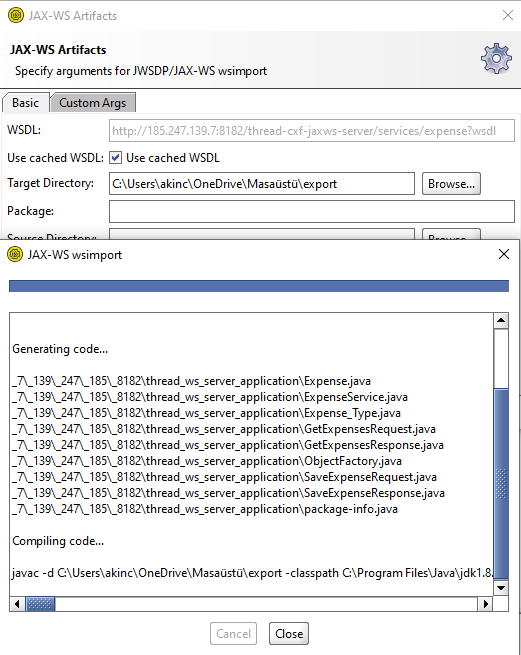 JAX-WS Artifacts
JAX-WS Artifacts
Specify arguments for JWSDP/JAX-WS wsimport
Basic
Custom Args
WSDL:
http://185.247.139.7:8182/thread-cxf-jaxws-server/services/expense?wsdl
Use cached WSDL:
Use cached WSDL
Target Directory:
C:\Users\akinc\OneDrive\Masaüstü\export
Browse...
Package:
Source Directory:
Browse...
JAX-WS wsimport
Generating code...
_7\_139\_247\_185\_8182\thread_ws_server_application\Expense.java
_7\_139\_247\_185\_8182\thread_ws_server_application\ExpenseService.java
_7\_139\_247\_185\_8182\thread_ws_server_application\Expense_Type.java
_7\_139\_247\_185\_8182\thread_ws_server_application\GetExpensesRequest.java
_7\_139\_247\_185\_8182\thread_ws_server_application\GetExpensesResponse.java
_7\_139\_247\_185\_8182\thread_ws_server_application\ObjectFactory.java
_7\_139\_247\_185\_8182\thread_ws_server_application\SaveExpenseRequest.java
_7\_139\_247\_185\_8182\thread_ws_server_application\SaveExpenseResponse.java
_7\_139\_247\_185\_8182\thread_ws_server_application\package-info.java
Compiling code...
javac -d C:\Users\akinc\OneDrive\Masaüstü\export -classpath C:\Program Files\Java\jdk1.8.
Cancel
Close